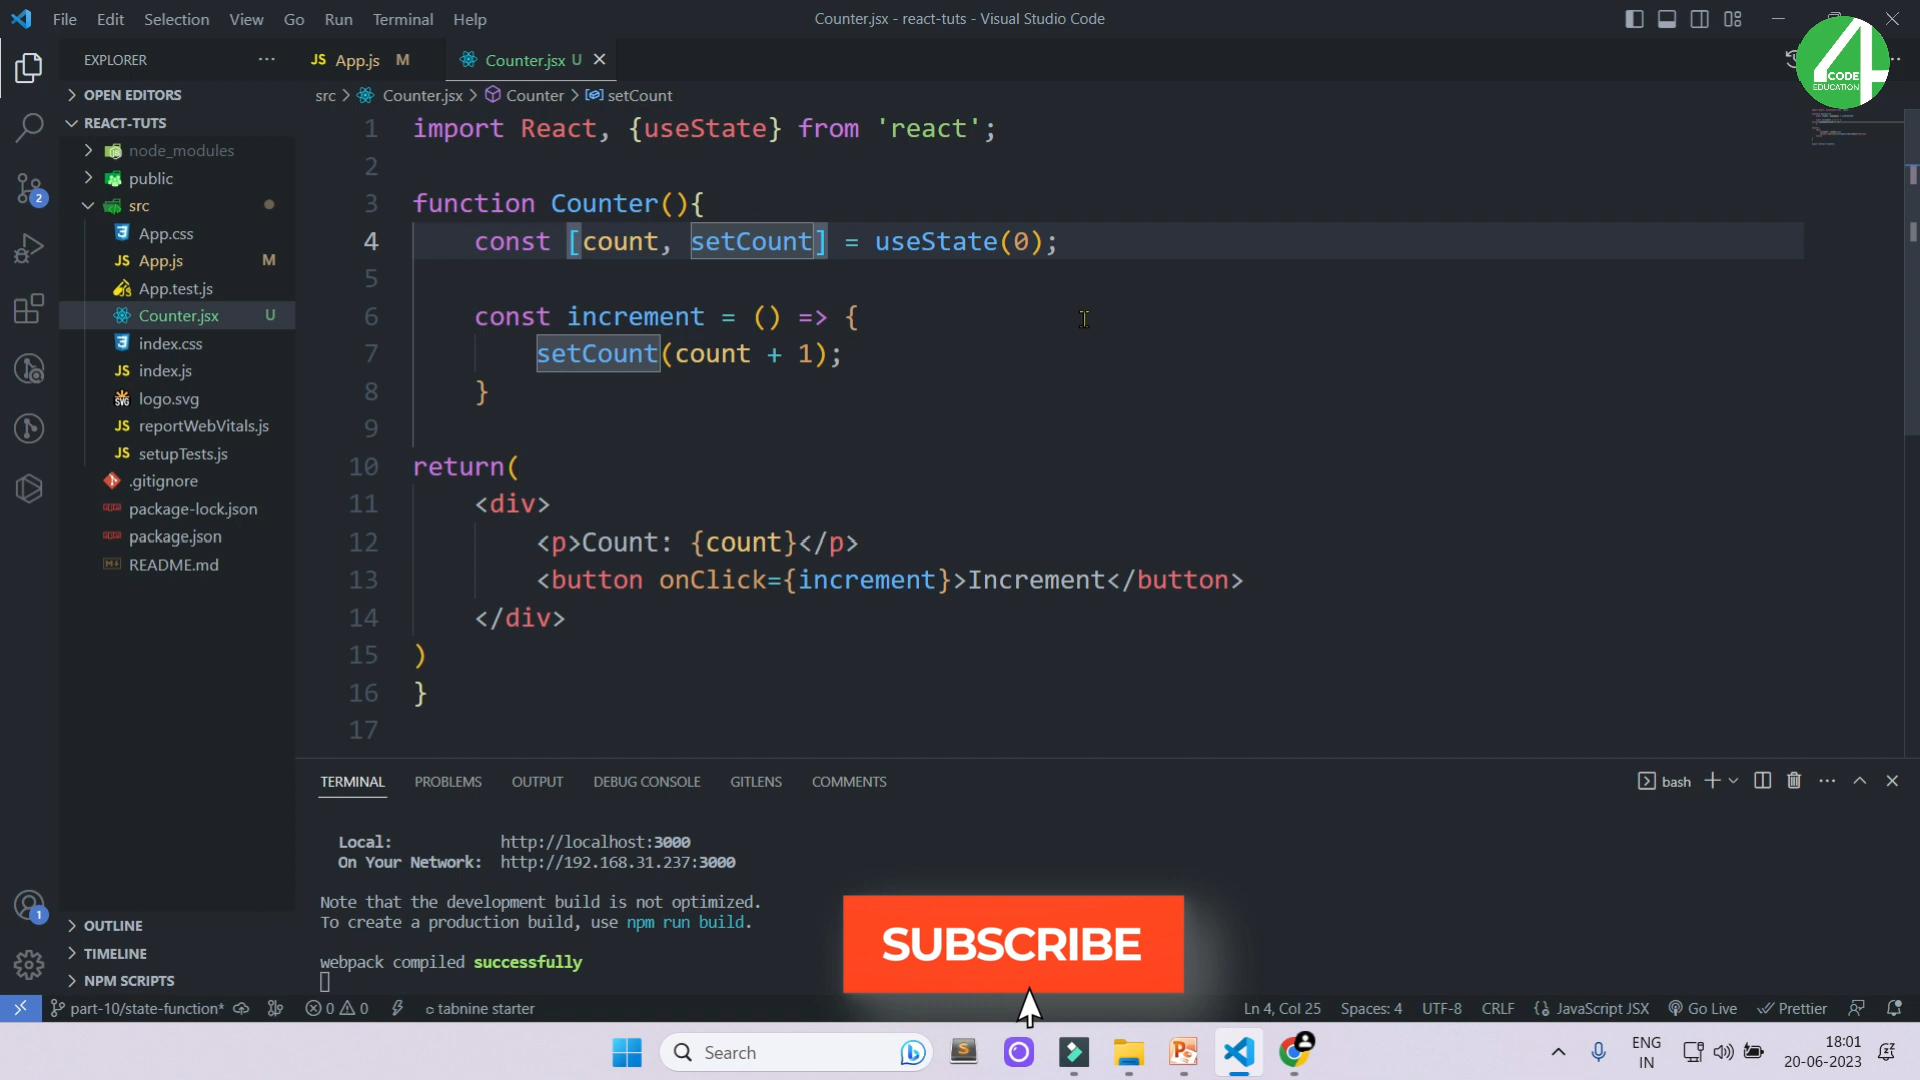 File Edit Selection View Go Run Terminal Help
Counter.jsx - react-tuts - Visual Studio Code
4
CODE
EDUCATION
EXPLORER
OPEN EDITORS
REACT-TUTS
node_modules
public
src
App.css
JS App.js M
App.test.js
Counter.jsx U
index.css
JS index.js
SVG logo.svg
JS reportWebVitals.js
JS setupTests.js
.gitignore
package-lock.json
package.json
README.md
OUTLINE
TIMELINE
NPM SCRIPTS
2
1
JS App.js M
Counter.jsx U
src > Counter.jsx > Counter > setCount
1 import React, {useState} from 'react';
2
3 function Counter(){
4 const [count, setCount] = useState(0);
5
6 const increment = () => {
7 setCount(count + 1);
8 }
9
10 return(
11 <div>
12 <p>Count: {count}</p>
13 <button onClick={increment}>Increment</button>
14 </div>
15 )
16 }
17
TERMINAL PROBLEMS OUTPUT DEBUG CONSOLE GITLENS COMMENTS
bash
Local: http://localhost:3000
On Your Network: http://192.168.31.237:3000
Note that the development build is not optimized.
To create a production build, use npm run build.
webpack compiled successfully
SUBSCRIBE
part-10/state-function* 0 0 tabnine starter
Ln 4, Col 25 Spaces: 4 UTF-8 CRLF {} JavaScript JSX Go Live Prettier
Search
ENG
IN
18:01
20-06-2023